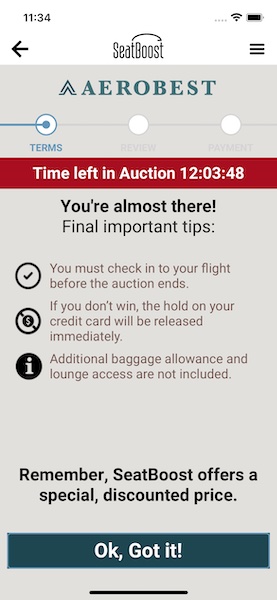 11:34
SeatBoost
AEROBEST
TERMS
REVIEW
PAYMENT
Time left in Auction 12:03:48
You're almost there!
Final important tips:
You must check in to your flight
before the auction ends.
If you don’t win, the hold on your
credit card will be released
immediately.
Additional baggage allowance and
lounge access are not included.
Remember, SeatBoost offers a
special, discounted price.
Ok, Got it!